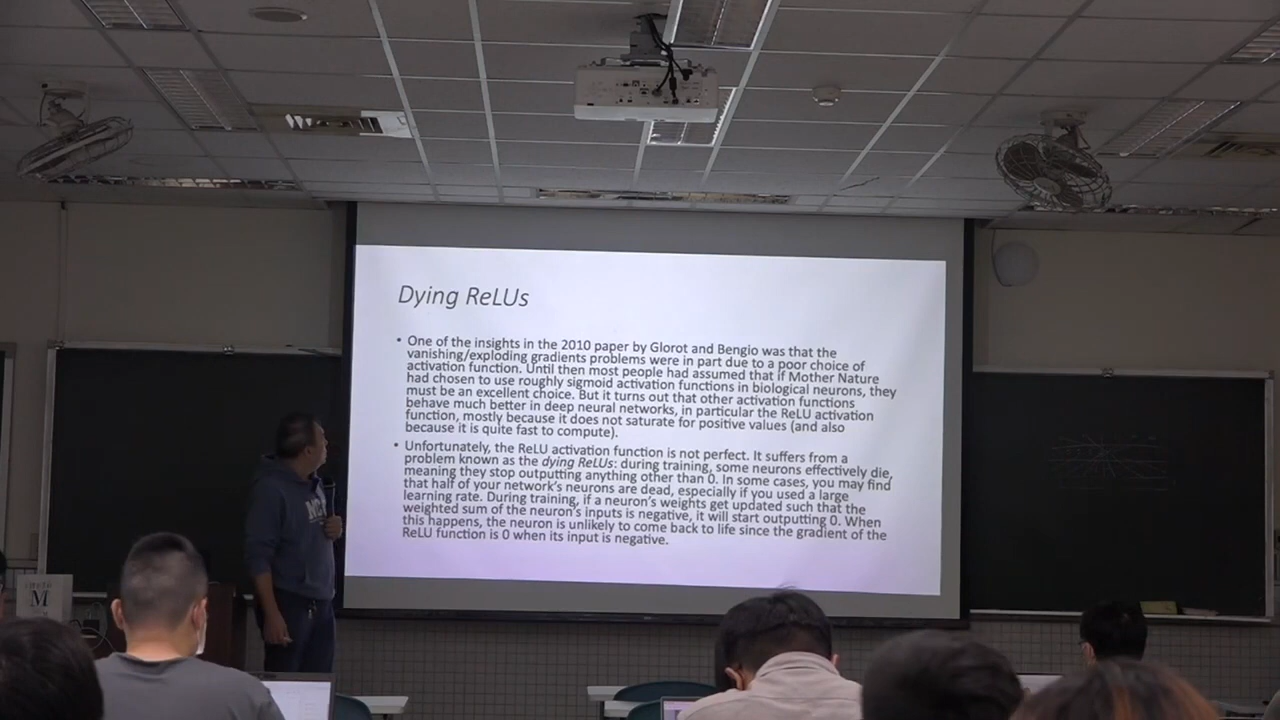 Dying ReLUs
• One of the insights in the 2010 paper by Glorot and Bengio was that the
vanishing/exploding gradients problems were in part due to a poor choice of
activation function. Until then most people had assumed that if Mother Nature
had chosen to use roughly sigmoid activation functions in biological neurons, they
must be an excellent choice. But it turns out that other activation functions
behave much better in deep neural networks, in particular the ReLU activation
function, mostly because it does not saturate for positive values (and also
because it is quite fast to compute).
• Unfortunately, the ReLU activation function is not perfect. It suffers from a
problem known as the dying ReLUs: during training, some neurons effectively die,
meaning they stop outputting anything other than 0. In some cases, you may find
that half of your network's neurons are dead, especially if you used a large
learning rate. During training, if a neuron's weights get updated such that the
weighted sum of the neuron's inputs is negative, it will start outputting 0. When
this happens, the neuron is unlikely to come back to life since the gradient of the
ReLU function is 0 when its input is negative.
M